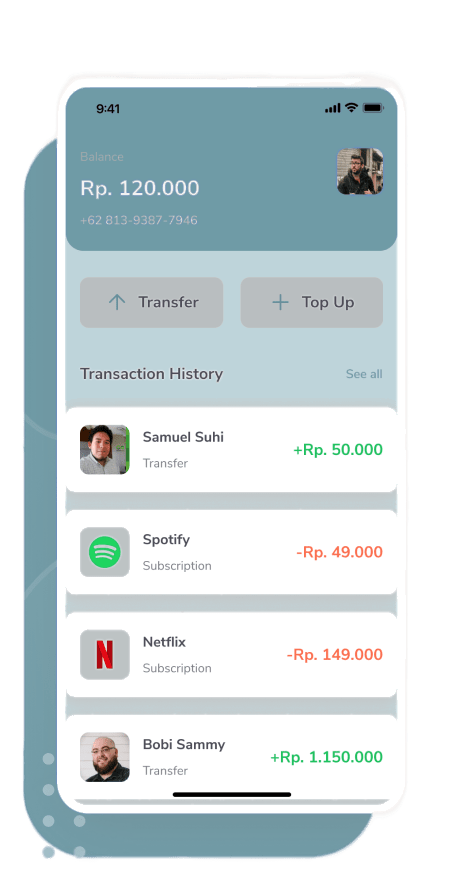 9:41
Balance
Rp. 120.000
+62 813-9387-7946
Transfer
Top Up
Transaction History
See all
Samuel Suhi
Transfer
+Rp. 50.000
Spotify
Subscription
-Rp. 49.000
Netflix
Subscription
-Rp. 149.000
Bobi Sammy
Transfer
+Rp. 1.150.000